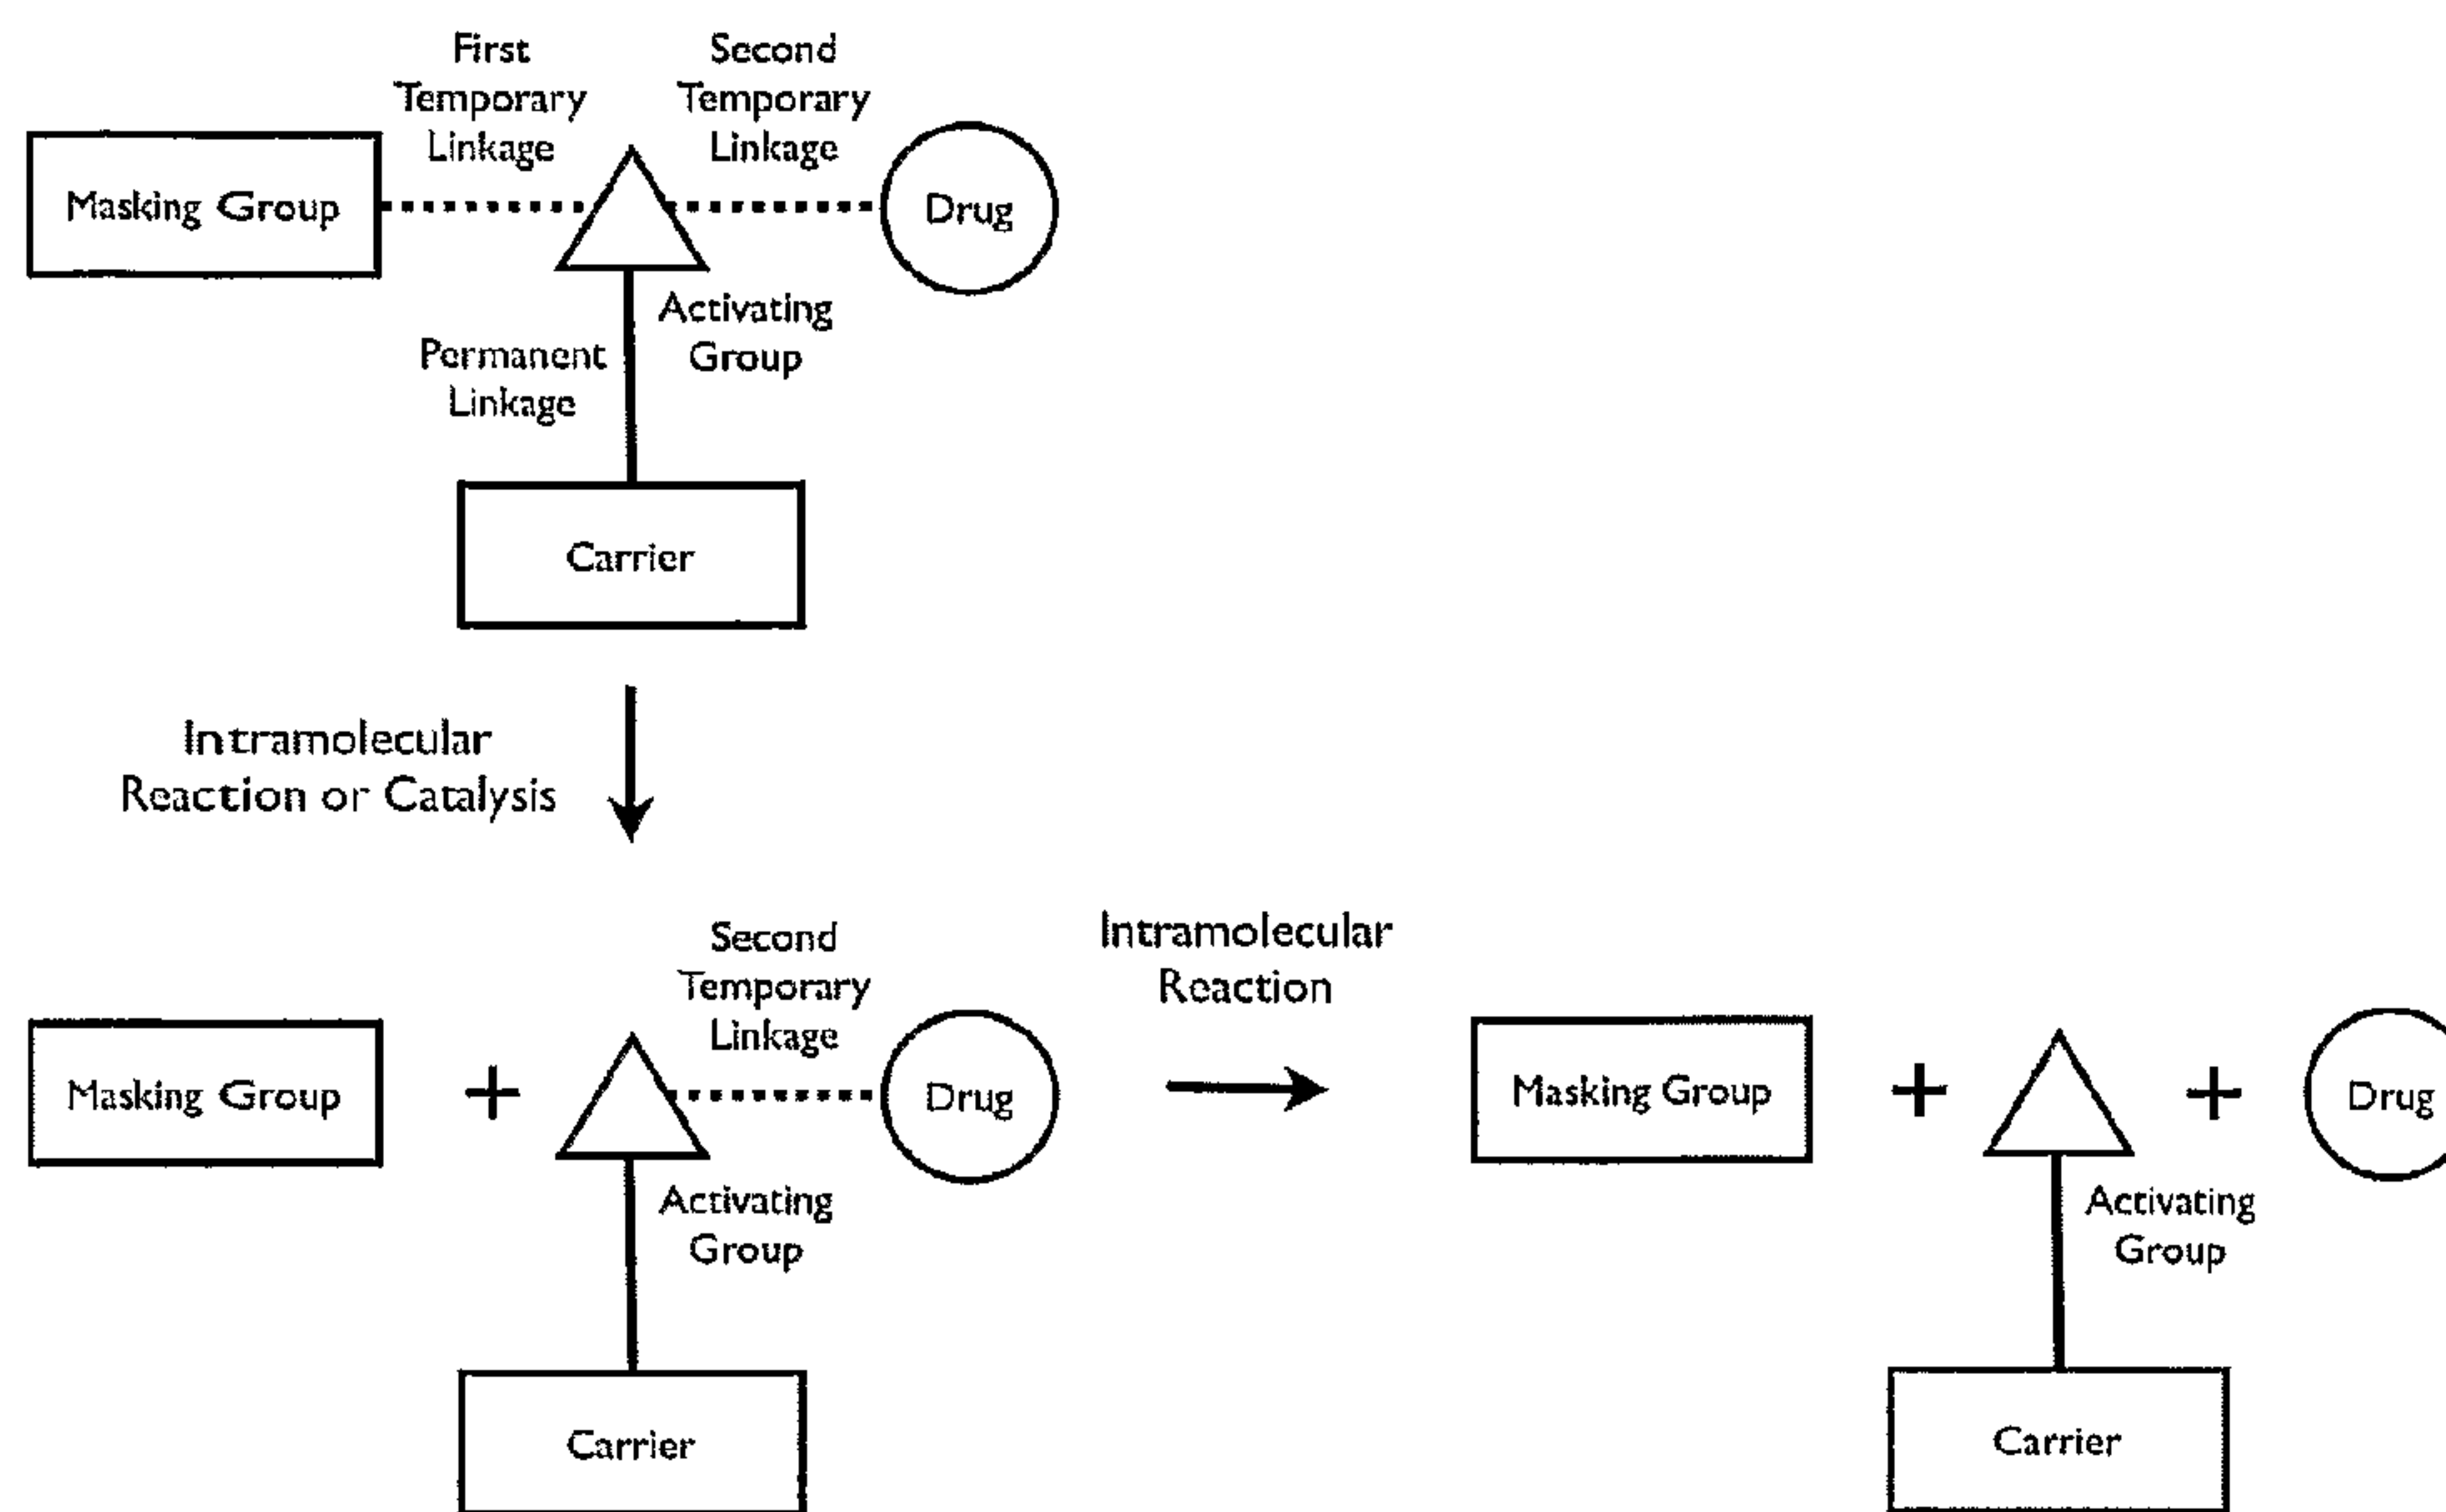 First
Temporary
Linkage
Second
Temporary
Linkage
Masking Group
Drug
Activating
Group
Permanent
Linkage
Carrier
Intramolecular
Reaction or Catalysis
Second
Temporary
Linkage
Intramolecular
Reaction
Masking Group
+
Drug
Masking Group
+
+
Drug
Activating
Group
Activating
Group
Carrier
Carrier